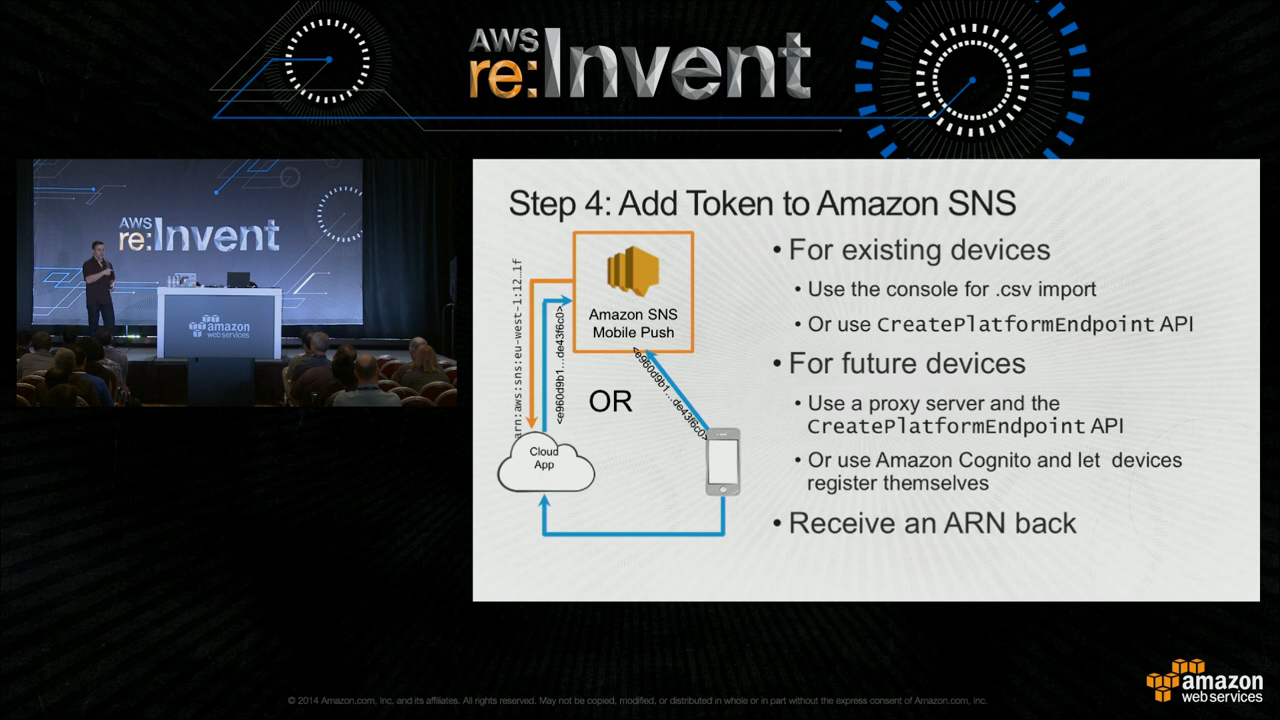 AWS
re:Invent
AWS
re:Invent
amazon
web services
Step 4: Add Token to Amazon SNS
arn:aws:sns:eu-west-1:12…1f
<e960d9b1...de43f6c0>
Amazon SNS
Mobile Push
<e960d9b1...de43f6c0>
OR
Cloud
App
• For existing devices
• Use the console for .csv import
• Or use CreatePlatformEndpoint API
• For future devices
• Use a proxy server and the
CreatePlatformEndpoint API
• Or use Amazon Cognito and let devices
register themselves
• Receive an ARN back
© 2014 Amazon.com, Inc. and its affiliates. All rights reserved. May not be copied, modified, or distributed in whole or in part without the express consent of Amazon.com, Inc.
amazon
web services